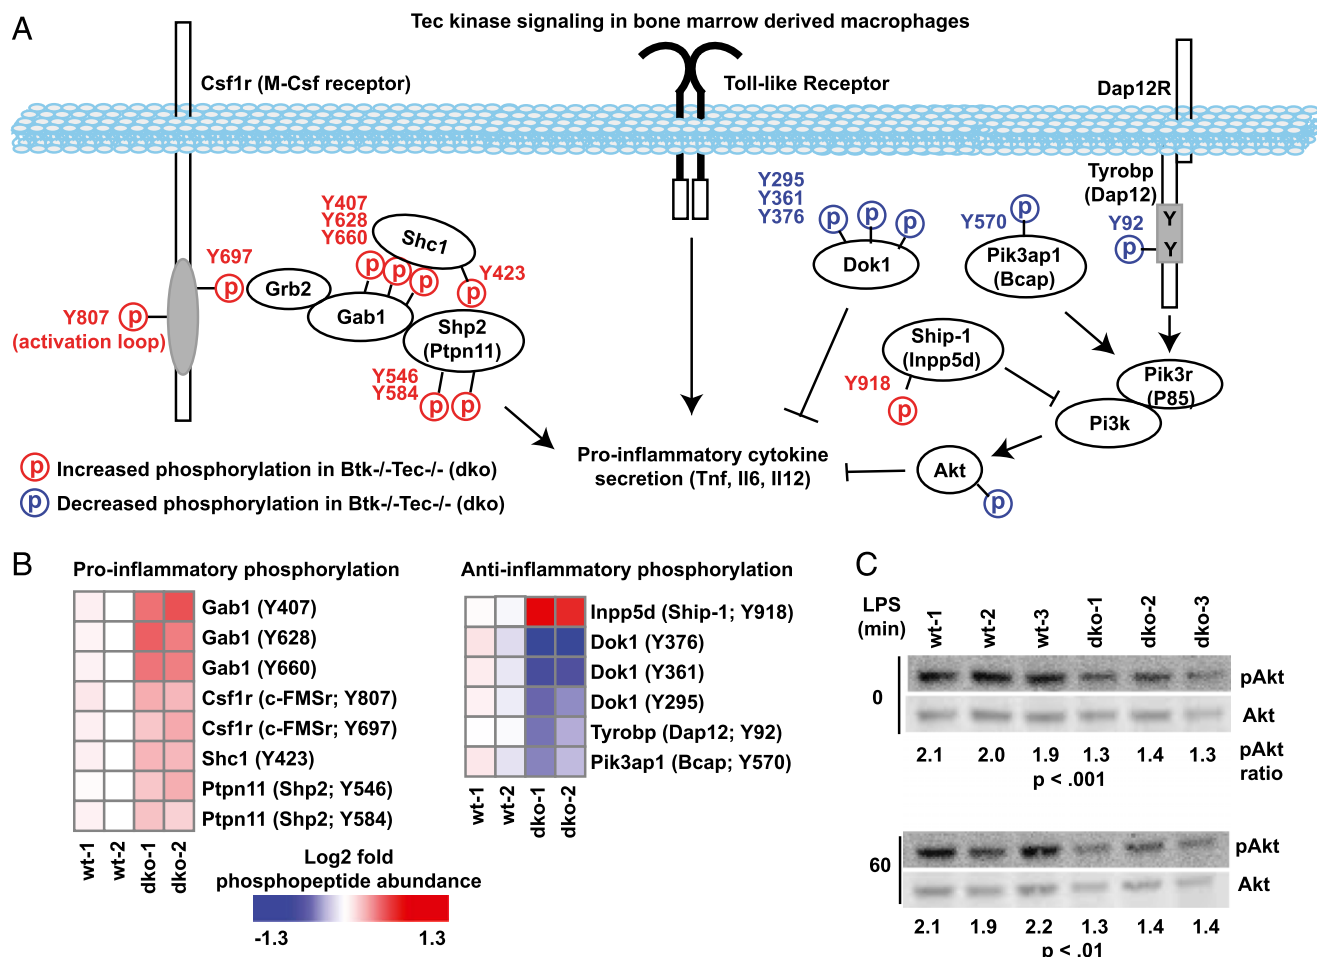 A
Tec kinase signaling in bone marrow derived macrophages
Csf1r (M-Csf receptor)
Toll-like Receptor
Dap12R
Tyrobp
(Dap12)
Y407
Y628
Y660
Shc1
Y295
Y361
Y376
p p p
Dok1
Y570
p
Pik3ap1
(Bcap)
Y92
p
Y
Y
Y697
p
Grb2
p p p
Gab1
Y423
p
Shp2
(Ptpn11)
Y807
p
(activation loop)
Y546
Y584
p p
Ship-1
(Inpp5d)
Y918
p
Pik3r
(P85)
Pi3k
Akt
p
Pro-inflammatory cytokine
secretion (Tnf, Il6, Il12)
p Increased phosphorylation in Btk-/-Tec-/- (dko)
p Decreased phosphorylation in Btk-/-Tec-/- (dko)
B
Pro-inflammatory phosphorylation
Gab1 (Y407)
Gab1 (Y628)
Gab1 (Y660)
Csf1r (c-FMSr; Y807)
Csf1r (c-FMSr; Y697)
Shc1 (Y423)
Ptpn11 (Shp2; Y546)
Ptpn11 (Shp2; Y584)
wt-1 wt-2 dko-1 dko-2
Anti-inflammatory phosphorylation
Inpp5d (Ship-1; Y918)
Dok1 (Y376)
Dok1 (Y361)
Dok1 (Y295)
Tyrobp (Dap12; Y92)
Pik3ap1 (Bcap; Y570)
wt-1 wt-2 dko-1 dko-2
Log2 fold
phosphopeptide abundance
-1.3 1.3
C
LPS
(min)
wt-1 wt-2 wt-3 dko-1 dko-2 dko-3
0
pAkt
Akt
2.1 2.0 1.9 1.3 1.4 1.3
pAkt
ratio
p < .001
60
pAkt
Akt
2.1 1.9 2.2 1.3 1.4 1.4
p < .01